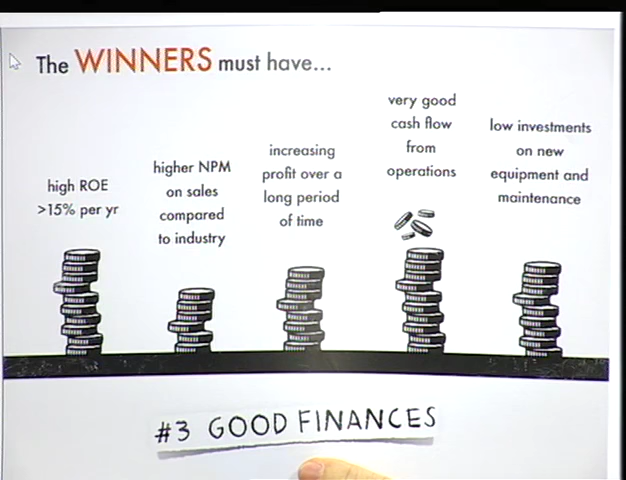 The WINNERS must have...
high ROE
>15% per yr
higher NPM
on sales
compared
to industry
increasing
profit over a
long period
of time
very good
cash flow
from
operations
low investments
on new
equipment and
maintenance
#3 GOOD FINANCES